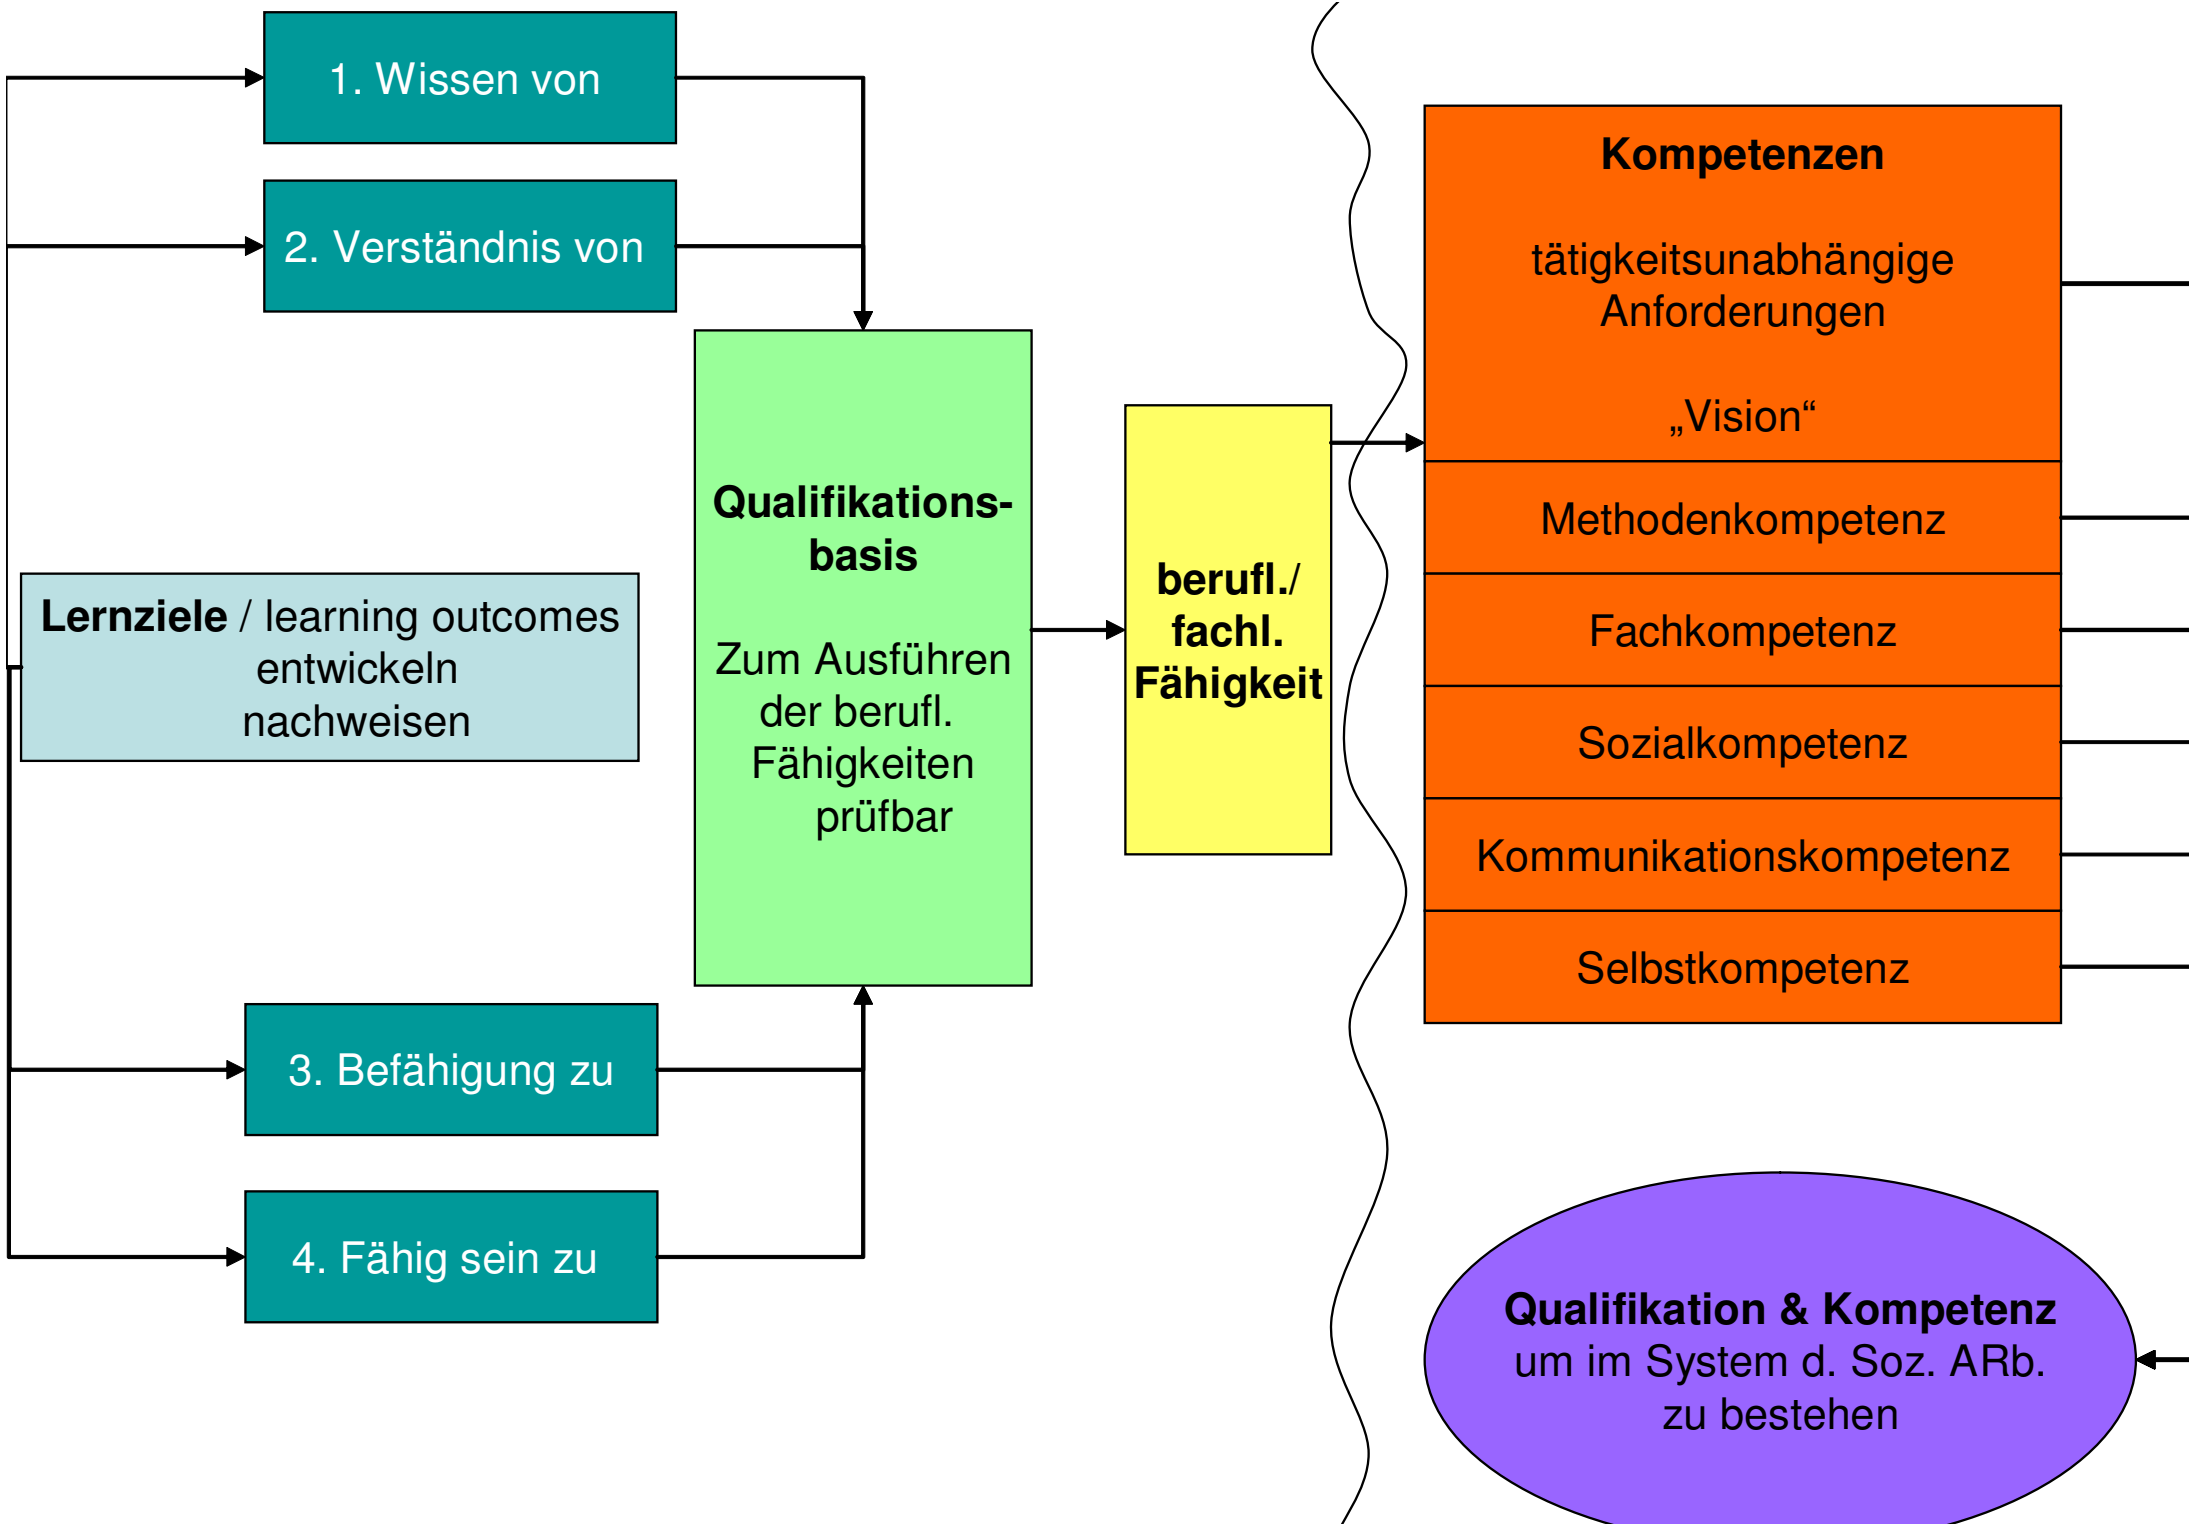 1. Wissen von
2. Verständnis von
Lernziele / learning outcomes
entwickeln
nachweisen
3. Befähigung zu
4. Fähig sein zu
Qualifikations-
basis
Zum Ausführen
der berufl.
Fähigkeiten
prüfbar
berufl./
fachl.
Fähigkeit
Kompetenzen
tätigkeitsunabhängige
Anforderungen
„Vision“
Methodenkompetenz
Fachkompetenz
Sozialkompetenz
Kommunikationskompetenz
Selbstkompetenz
Qualifikation & Kompetenz
um im System d. Soz. ARb.
zu bestehen